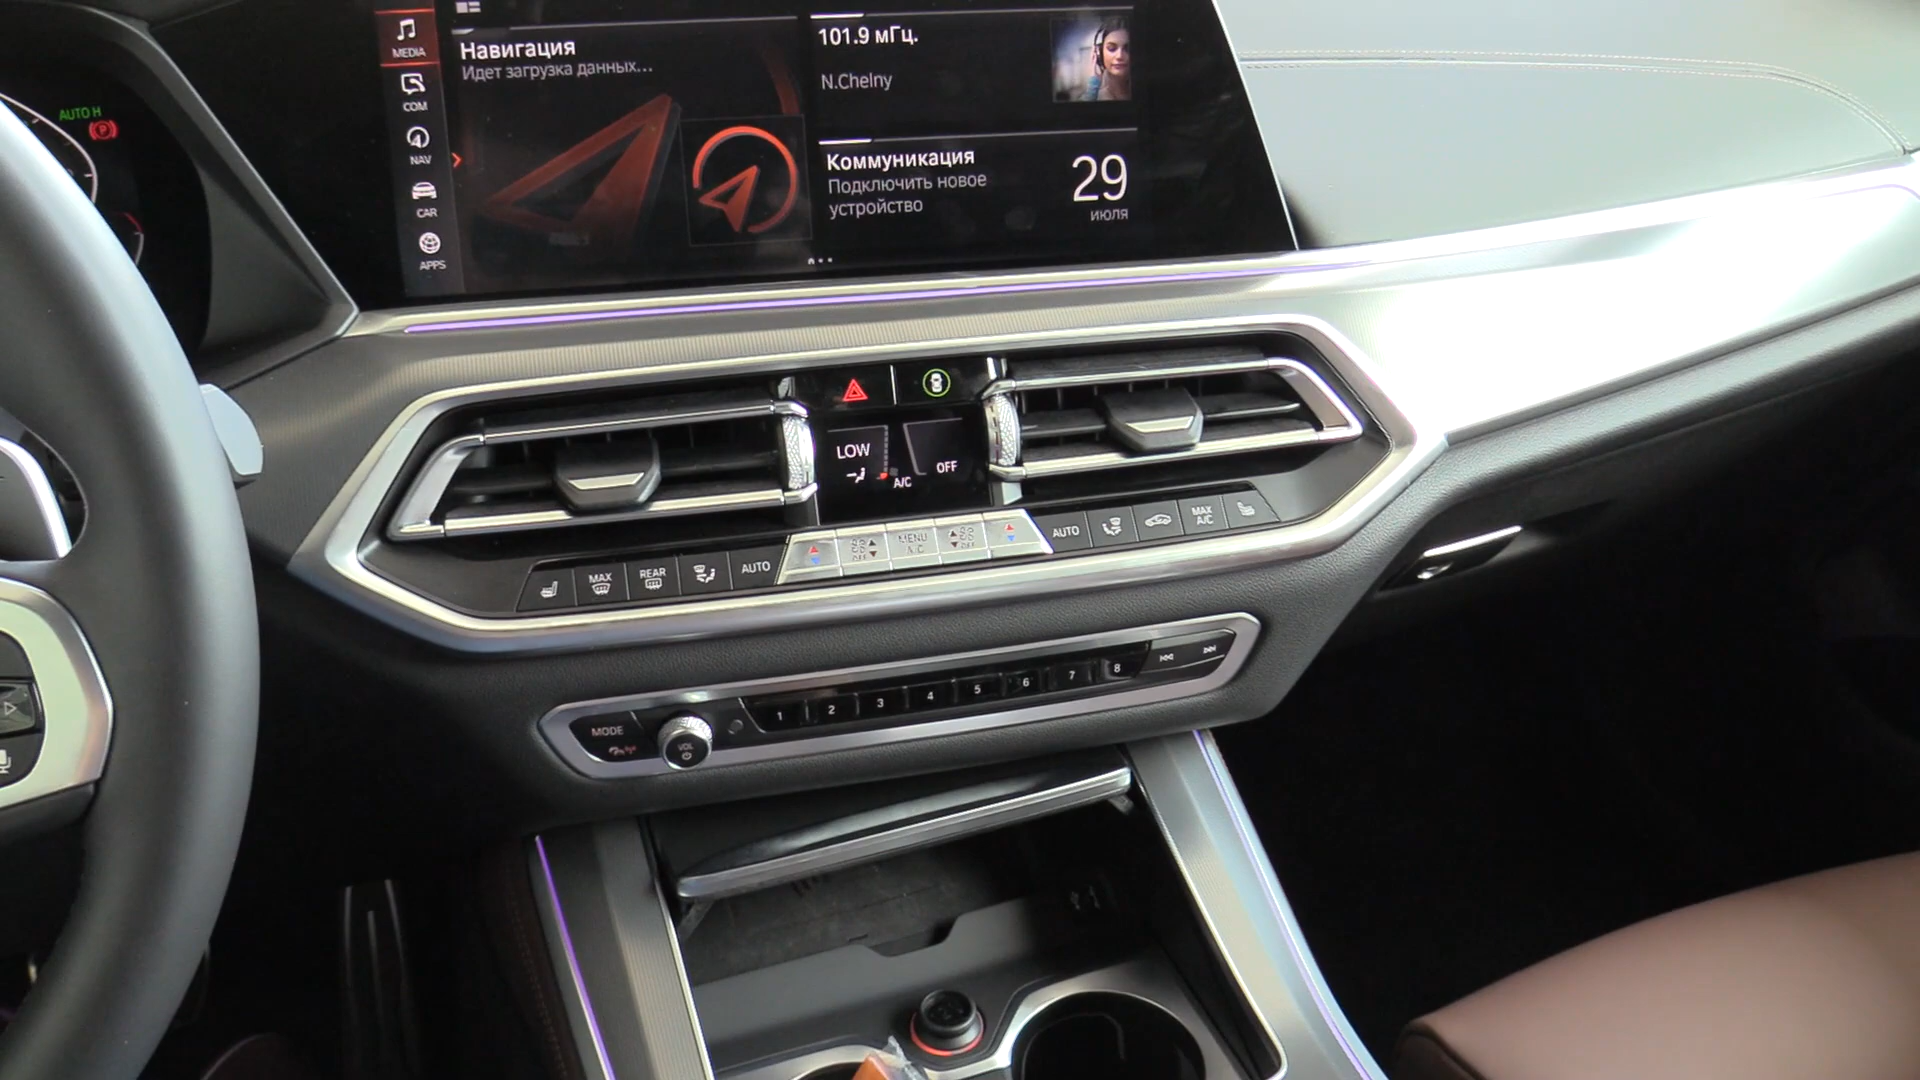 AUTO H
P
MEDIA
COM
NAV
CAR
APPS
Навигация
Идет загрузка данных...
101.9 мГц.
N.Chelny
Коммуникация
Подключить новое
устройство
29
июля
LOW
A/C
OFF
MAX
REAR
AUTO
OFF
MENU
A/C
OFF
AUTO
MAX
A/C
MODE
VOL
1 2 3 4 5 6 7 8